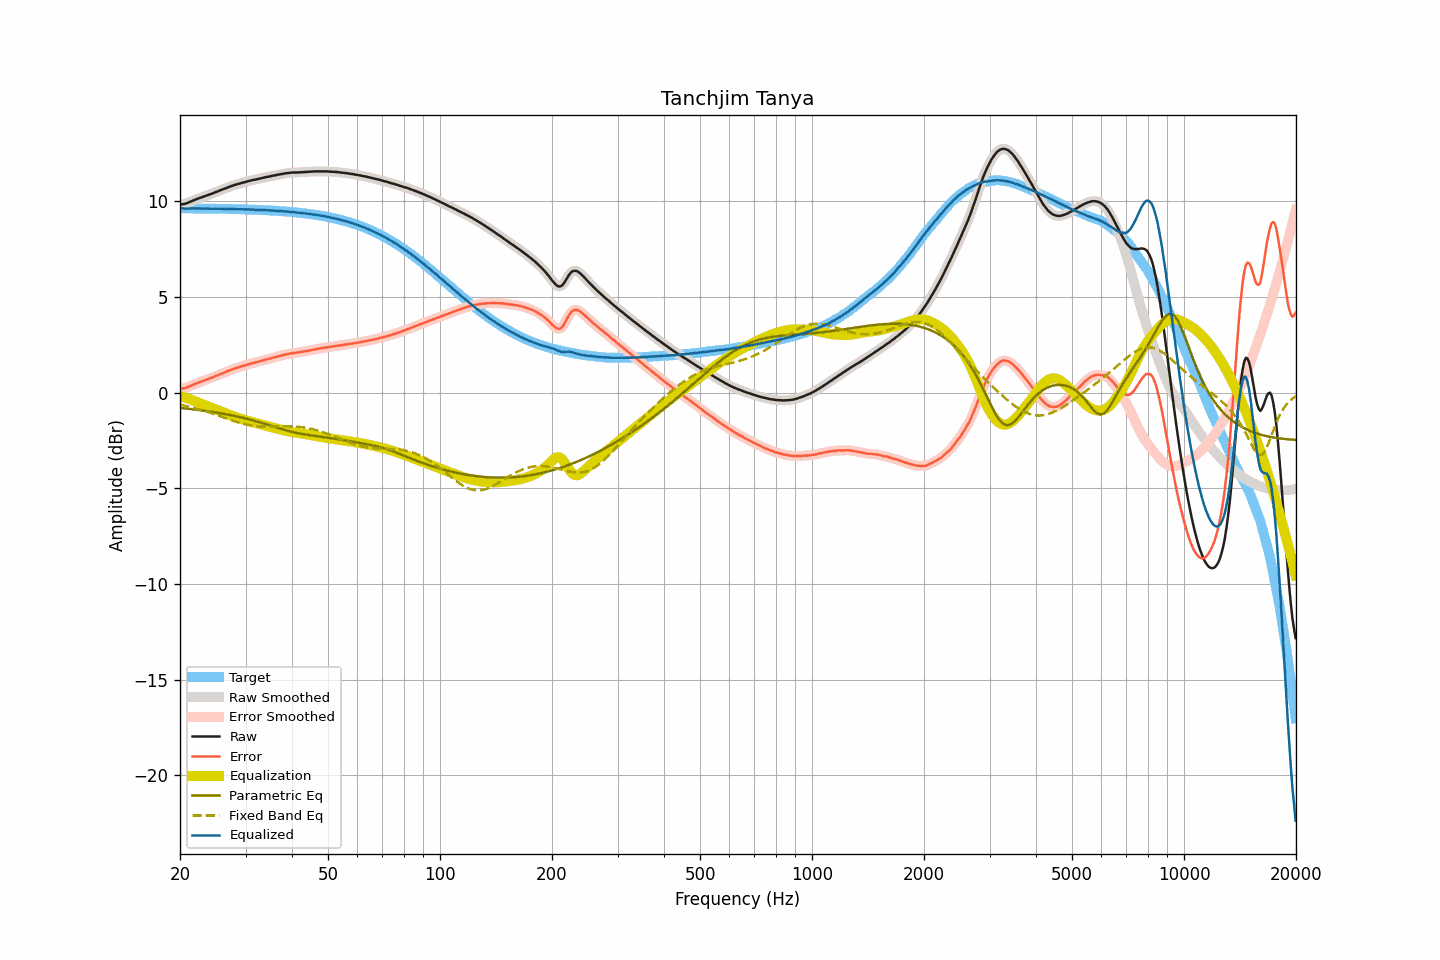 Tanchjim Tanya
Amplitude (dBr)
10
5
0
−5
−10
−15
−20
Target
Raw Smoothed
Error Smoothed
Raw
Error
Equalization
Parametric Eq
Fixed Band Eq
Equalized
20 50 100 200 500 1000 2000 5000 10000 20000
Frequency (Hz)